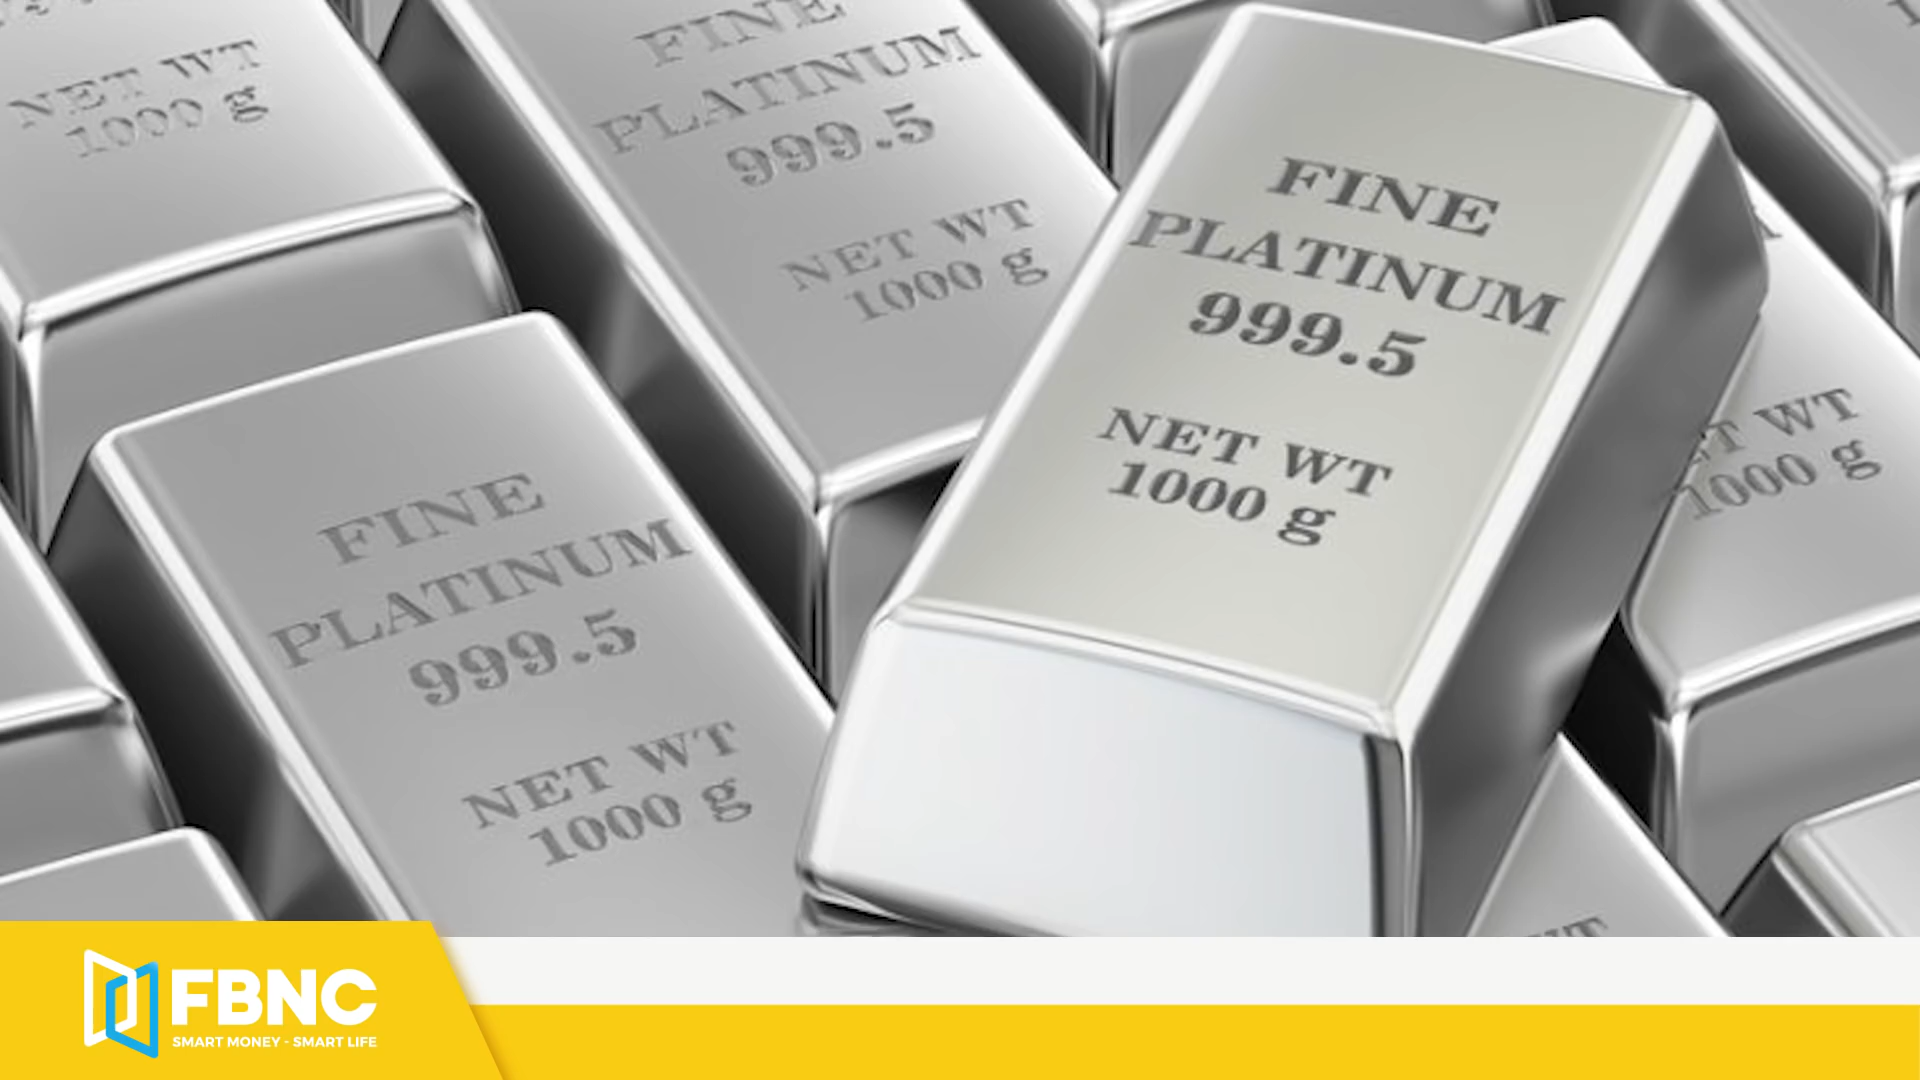 NET WT
1000 g
FINE
PLATINUM
999.5
NET WT
1000 g
FINE
PLATINUM
999.5
NET WT
1000 g
WT
1000 g
FINE
PLATINUM
999.5
NET WT
1000 g
FBNC
SMART MONEY - SMART LIFE